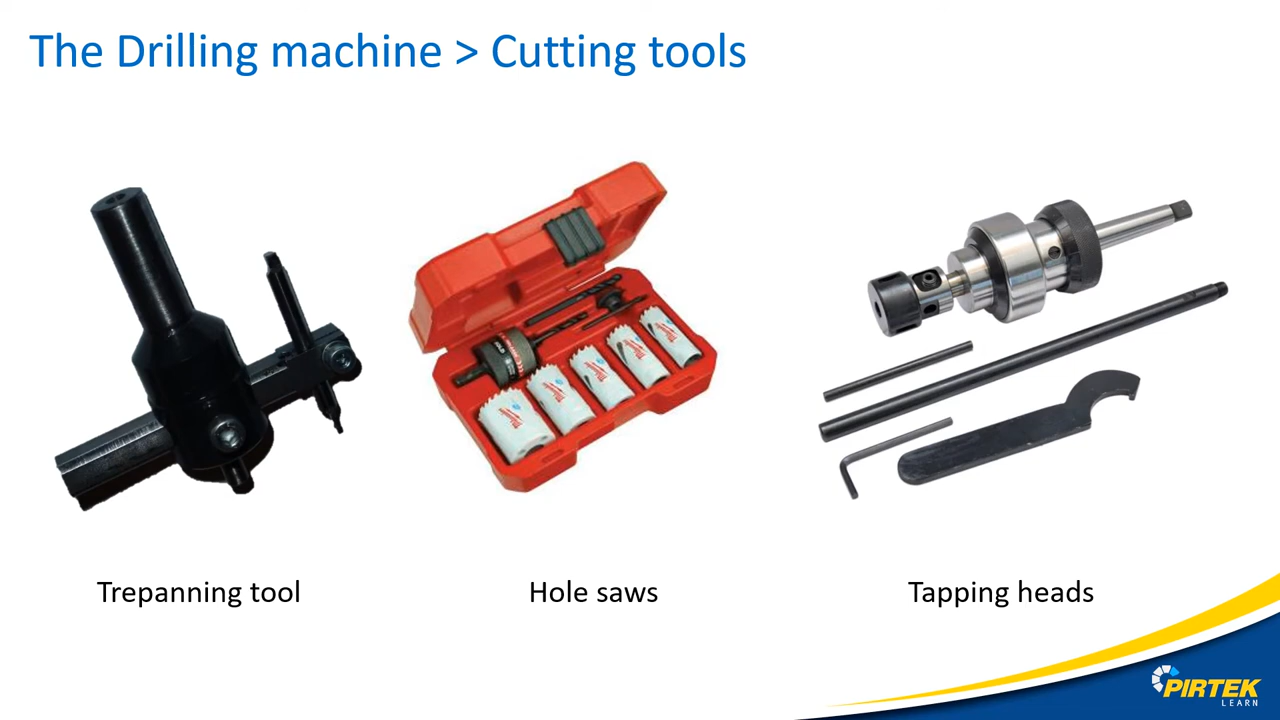 The Drilling machine > Cutting tools
Trepanning tool
Hole saws
Tapping heads
PIRTEK
LEARN